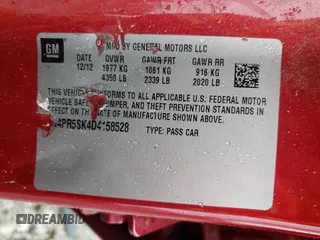 GM
MFD BY GENERAL MOTORS LLC
DATE GVWR GAWR FRT GAWR RR
12/12 1977 KG 1061 KG 916 KG
4359 LB 2339 LB 2020 LB
THIS VEHICLE CONFORMS TO ALL APPLICABLE U.S. FEDERAL MOTOR
VEHICLE SAFETY, BUMPER, AND THEFT PREVENTION STANDARDS
IN EFFECT ON THE DATE OF MANUFACTURE SHOWN ABOVE.
4PR5SK4D4158528 TYPE: PASS CAR
DREAMBID